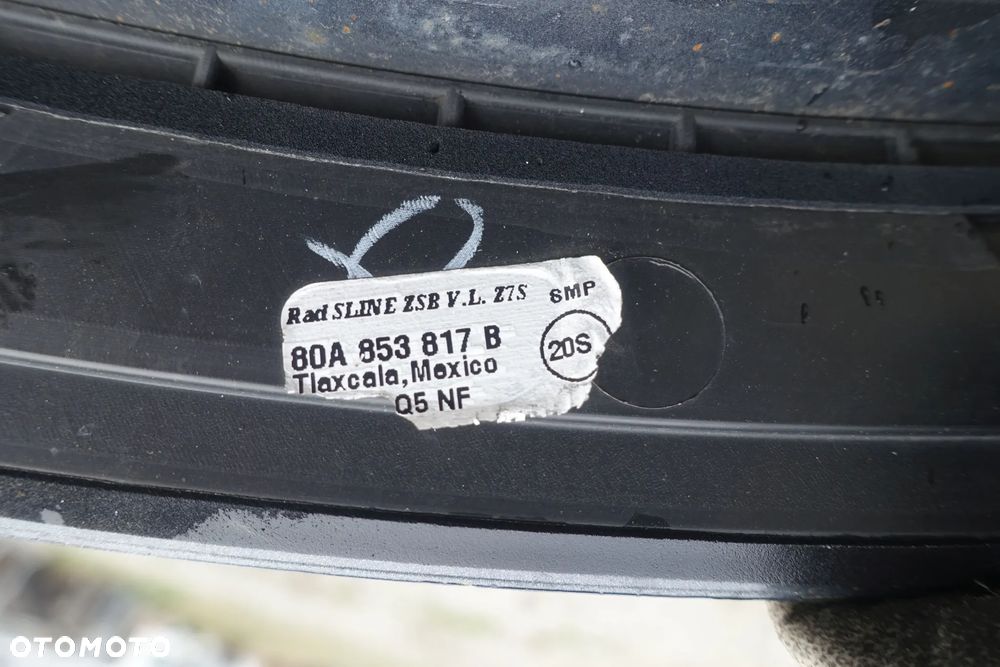 Rad SLINE ZSB V.L. Z7S
SMP
80A 853 817 B
20S
Tlaxcala, Mexico
Q5 NF
OTOMOTO